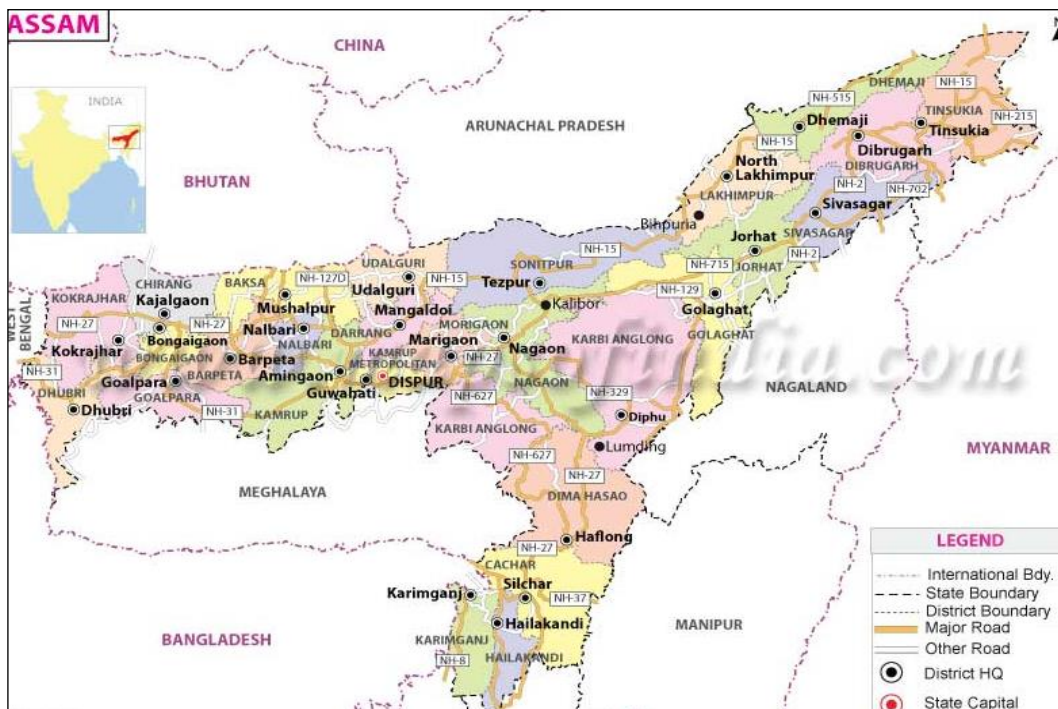 ASSAM
N
CHINA
INDIA
ARUNACHAL PRADESH
BHUTAN
DHEMAJI
NH-515
NH-15
TINSUKIA
NH-215
Dhemaji
Tinsukia
NH-15
Dibrugarh
DIBRUGARH
North
Lakhimpur
LAKHIMPUR
NH-2
NH-702
Sivasagar
SIVASAGAR
Bihpuria
Jorhat
JORHAT
NH-2
NH-15
NH-715
SONITPUR
UDALGURI
NH-15
Tezpur
NH-129
Golaghat
GOLAGHAT
Kalibor
CHIRANG
BAKSA
NH-127D
Udalguri
KOKRAJHAR
Kajalgaon
Mushalpur
Mangaldoi
MORIGAON
KARBI ANGLONG
WEST
BENGAL
NH-27
NH-27
Bongaigaon
Nalbari
NALBARI
DARRANG
Marigaon
Nagaon
Kokrajhar
BONGAIGAON
Barpeta
BARPETA
KAMRUP
METROPOLITAN
NH-27
NH-31
Goalpara
GOALPARA
Amingaon
DISPUR
Guwahati
NAGAON
NAGALAND
DHUBRI
Dhubri
NH-31
KAMRUP
NH-627
NH-329
Diphu
KARBI ANGLONG
Lumding
MYANMAR
NH-627
NH-27
MEGHALAYA
DIMA HASAO
Haflong
NH-27
CACHAR
Silchar
Karimganj
NH-37
Hailakandi
KARIMGANJ
HAILAKANDI
NH-8
BANGLADESH
MANIPUR
LEGEND
International Bdy.
State Boundary
District Boundary
Major Road
Other Road
District HQ
State Capital